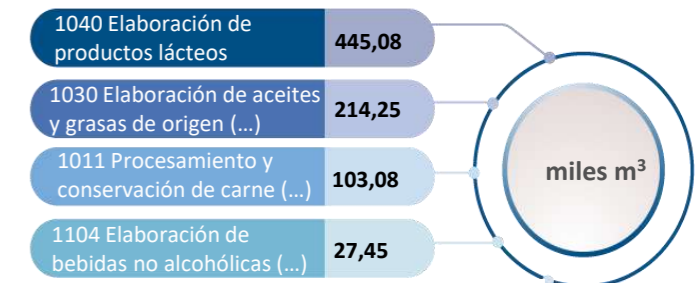 1040 Elaboración de
productos lácteos
445,08
1030 Elaboración de aceites
y grasas de origen (...)
214,25
1011 Procesamiento y
conservación de carne (...)
103,08
1104 Elaboración de
bebidas no alcohólicas (...)
27,45
miles m³